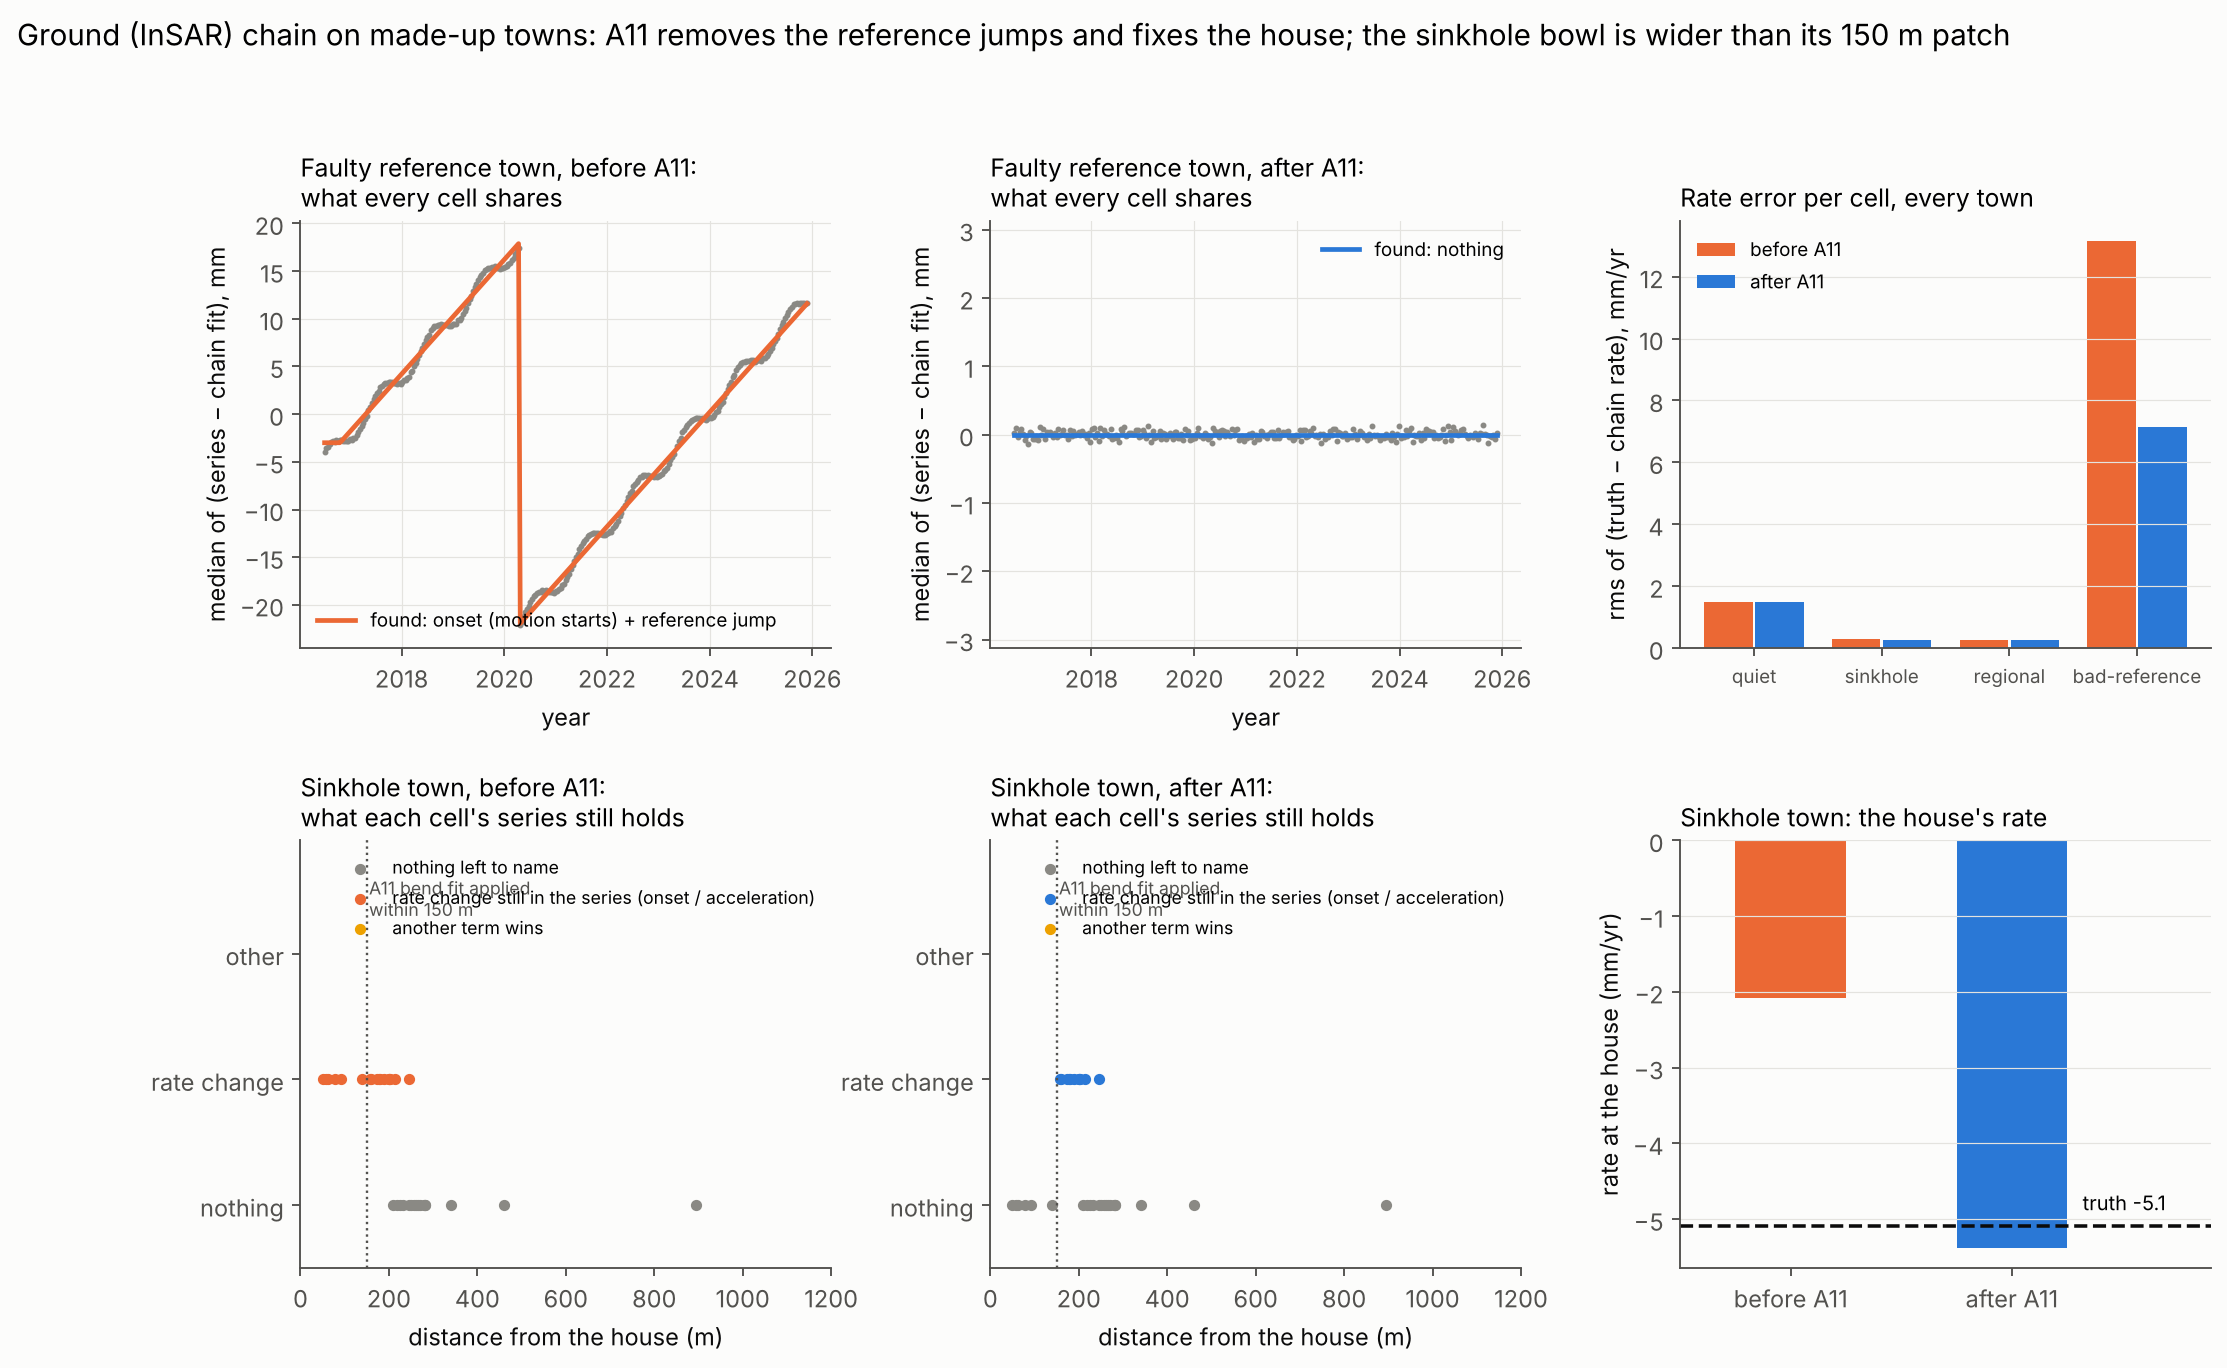 Ground (InSAR) chain on made-up towns: A11 removes the reference jumps and fixes the house; the sinkhole bowl is wider than its 150 m patch
Faulty reference town, before A11:
what every cell shares
median of (series − chain fit), mm
20
15
10
5
0
−5
−10
−15
−20
found: onset (motion starts) + reference jump
2018
2020
2022
2024
2026
year
Faulty reference town, after A11:
what every cell shares
median of (series − chain fit), mm
3
2
1
0
−1
−2
−3
found: nothing
2018
2020
2022
2024
2026
year
Rate error per cell, every town
rms of (truth − chain rate), mm/yr
before A11
after A11
12
10
8
6
4
2
0
quiet
sinkhole
regional
bad-reference
Sinkhole town, before A11:
what each cell's series still holds
nothing left to name
A11 bend fit applied
rate change still in the series (onset / acceleration)
within 150 m
another term wins
other
rate change
nothing
0
200
400
600
800
1000
1200
distance from the house (m)
Sinkhole town, after A11:
what each cell's series still holds
nothing left to name
A11 bend fit applied
rate change still in the series (onset / acceleration)
within 150 m
another term wins
other
rate change
nothing
0
200
400
600
800
1000
1200
distance from the house (m)
Sinkhole town: the house's rate
rate at the house (mm/yr)
0
−1
−2
−3
−4
−5
truth -5.1
before A11
after A11